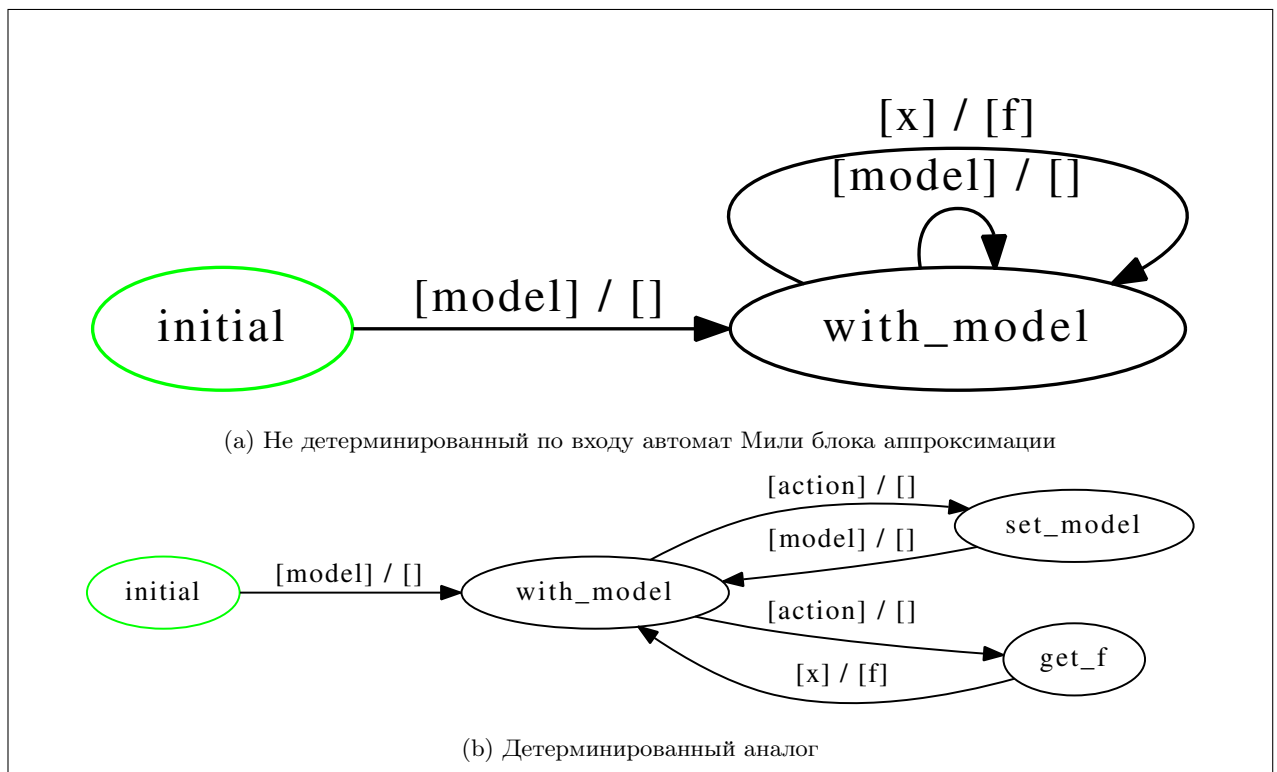 [x] / [f]
[model] / []
[model] / []
initial
with_model
(a) Не детерминированный по входу автомат Мили блока аппроксимации
[action] / []
set_model
[model] / []
[model] / []
initial
with_model
[action] / []
get_f
[x] / [f]
(b) Детерминированный аналог